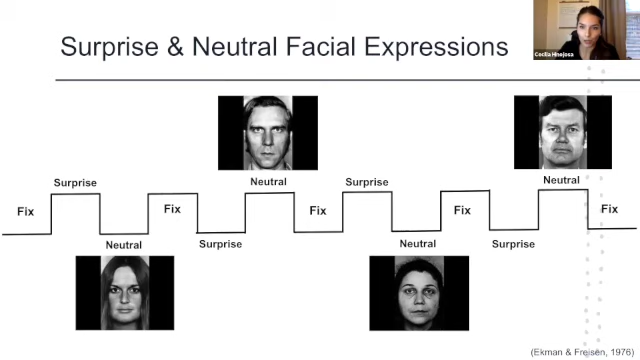 Surprise & Neutral Facial Expressions
Cecilia Hinojosa
Surprise
Neutral
Surprise
Neutral
Fix
Fix
Fix
Fix
Fix
Neutral
Surprise
Neutral
Surprise
(Ekman & Freisen, 1976)